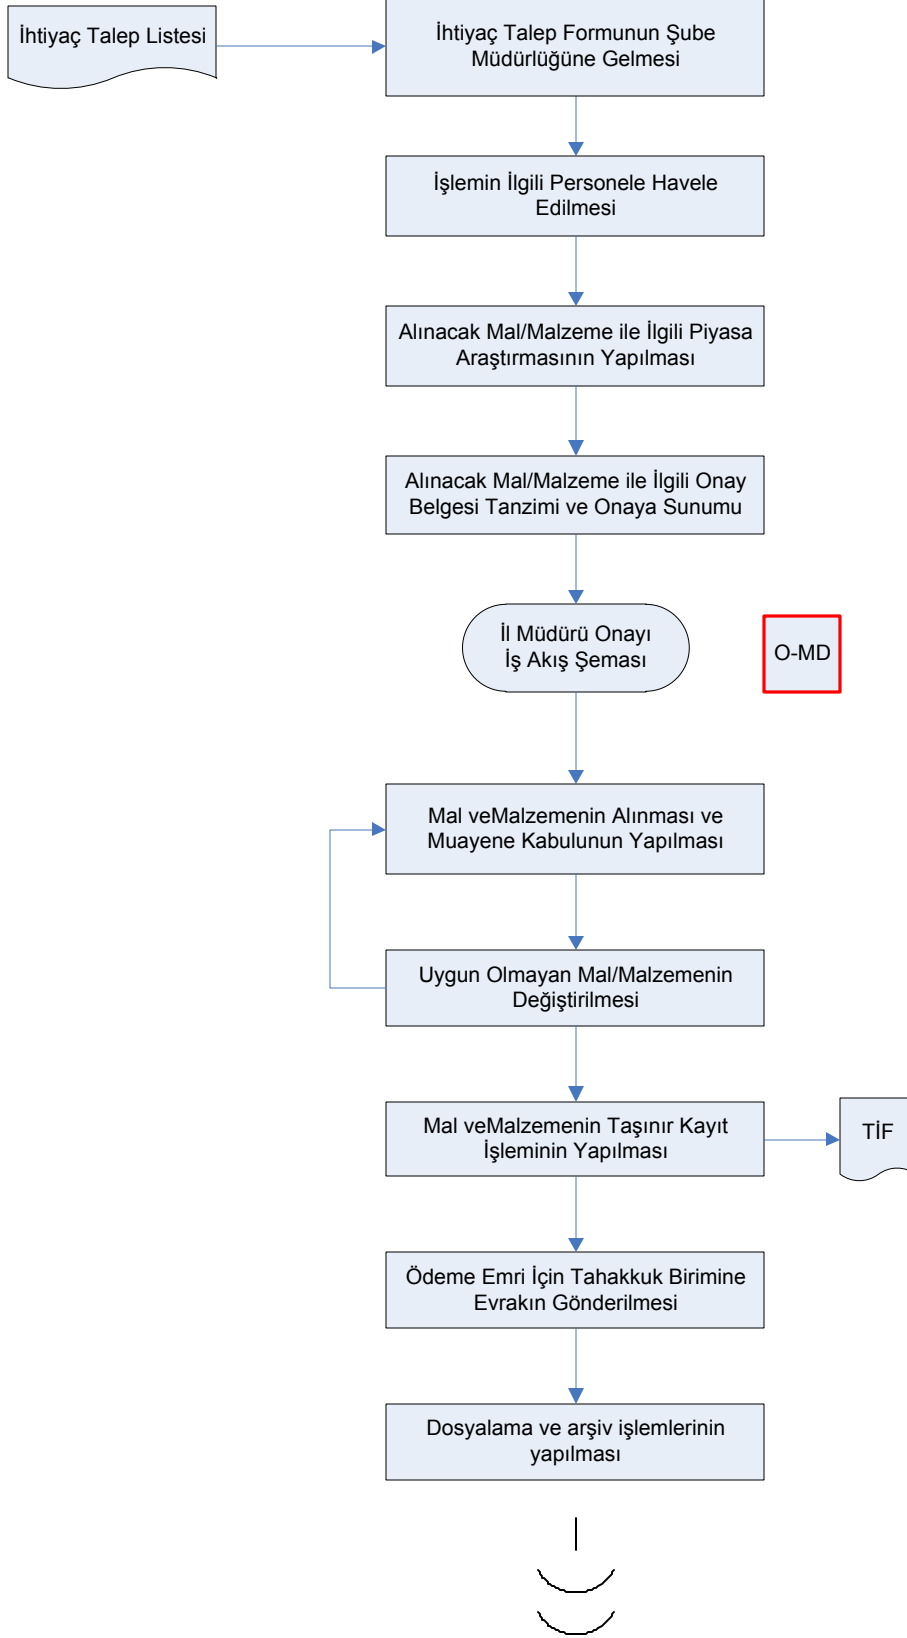 İhtiyaç Talep Listesi
İhtiyaç Talep Formunun Şube
Müdürlüğüne Gelmesi
İşlemin İlgili Personele Havele
Edilmesi
Alınacak Mal/Malzeme ile İlgili Piyasa
Araştırmasının Yapılması
Alınacak Mal/Malzeme ile İlgili Onay
Belgesi Tanzimi ve Onaya Sunumu
İl Müdürü Onayı
İş Akış Şeması
O-MD
Mal veMalzemenin Alınması ve
Muayene Kabulunun Yapılması
Uygun Olmayan Mal/Malzemenin
Değiştirilmesi
Mal veMalzemenin Taşınır Kayıt
İşleminin Yapılması
TİF
Ödeme Emri İçin Tahakkuk Birimine
Evrakın Gönderilmesi
Dosyalama ve arşiv işlemlerinin
yapılması